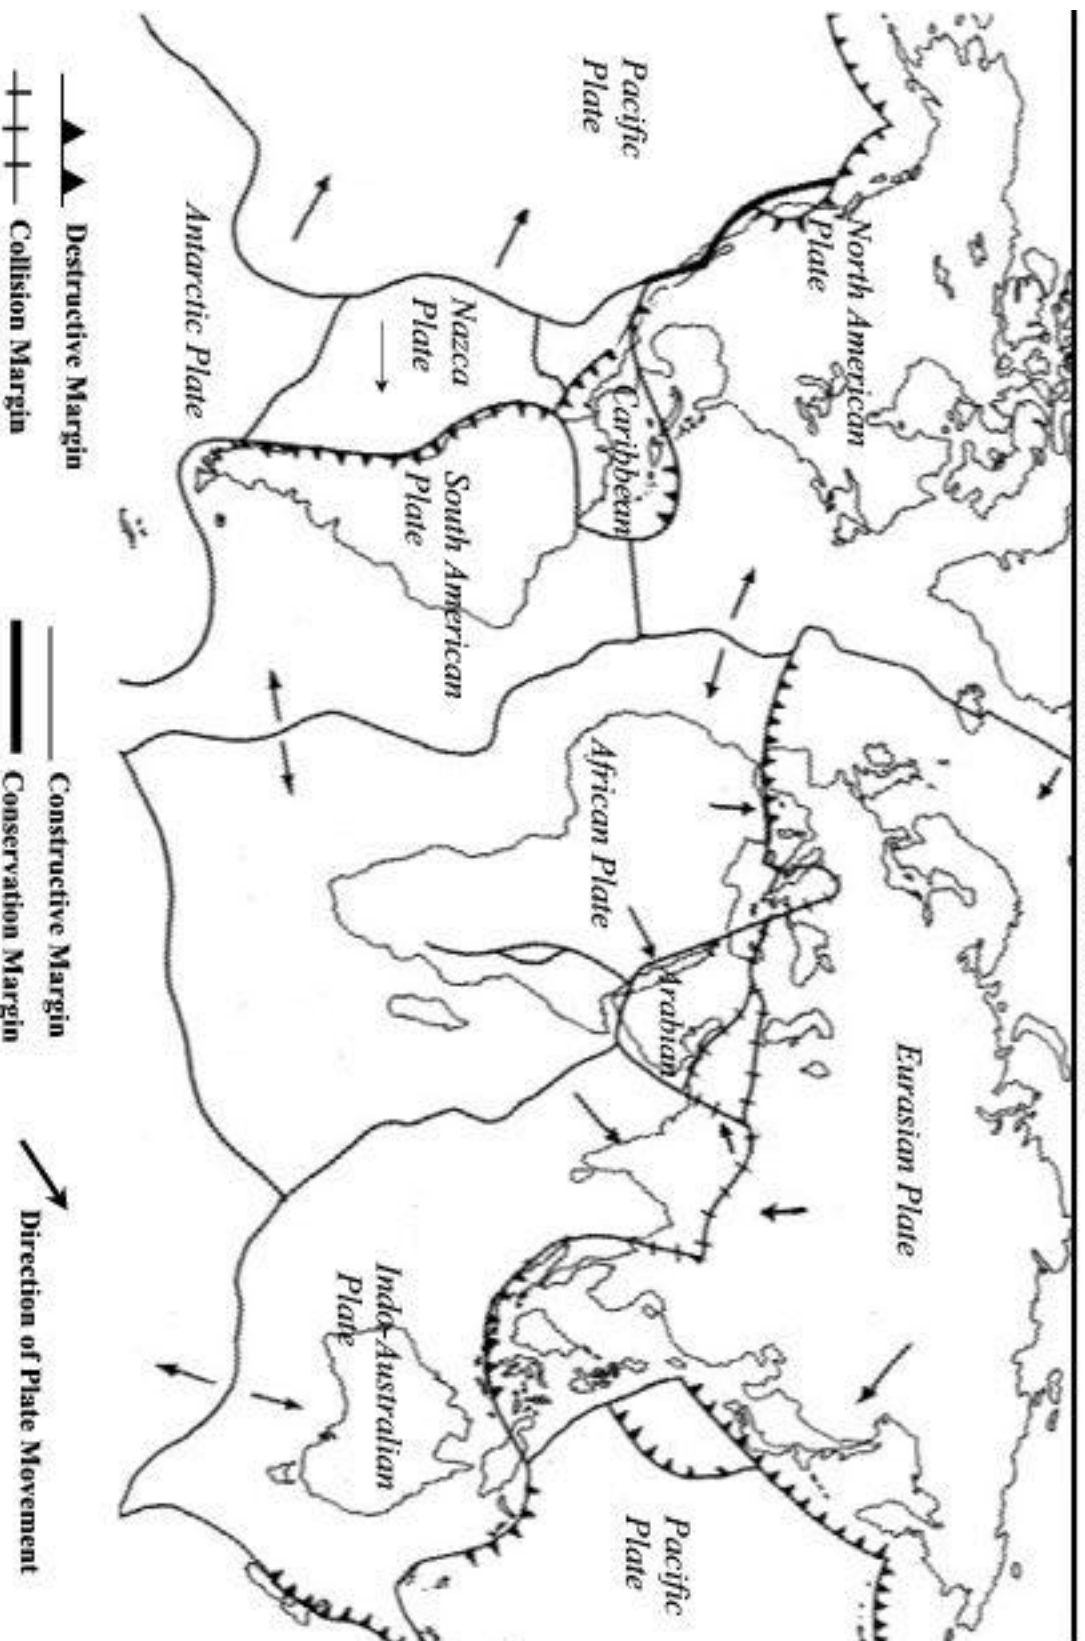 Pacific
Plate
North American
Plate
Nazca
Plate
Caribbean
South American
Plate
Antarctic Plate
African Plate
Arabian
Eurasian Plate
Indo-Australian
Plate
Pacific
Plate
Destructive Margin
Collision Margin
Constructive Margin
Conservation Margin
Direction of Plate Movement